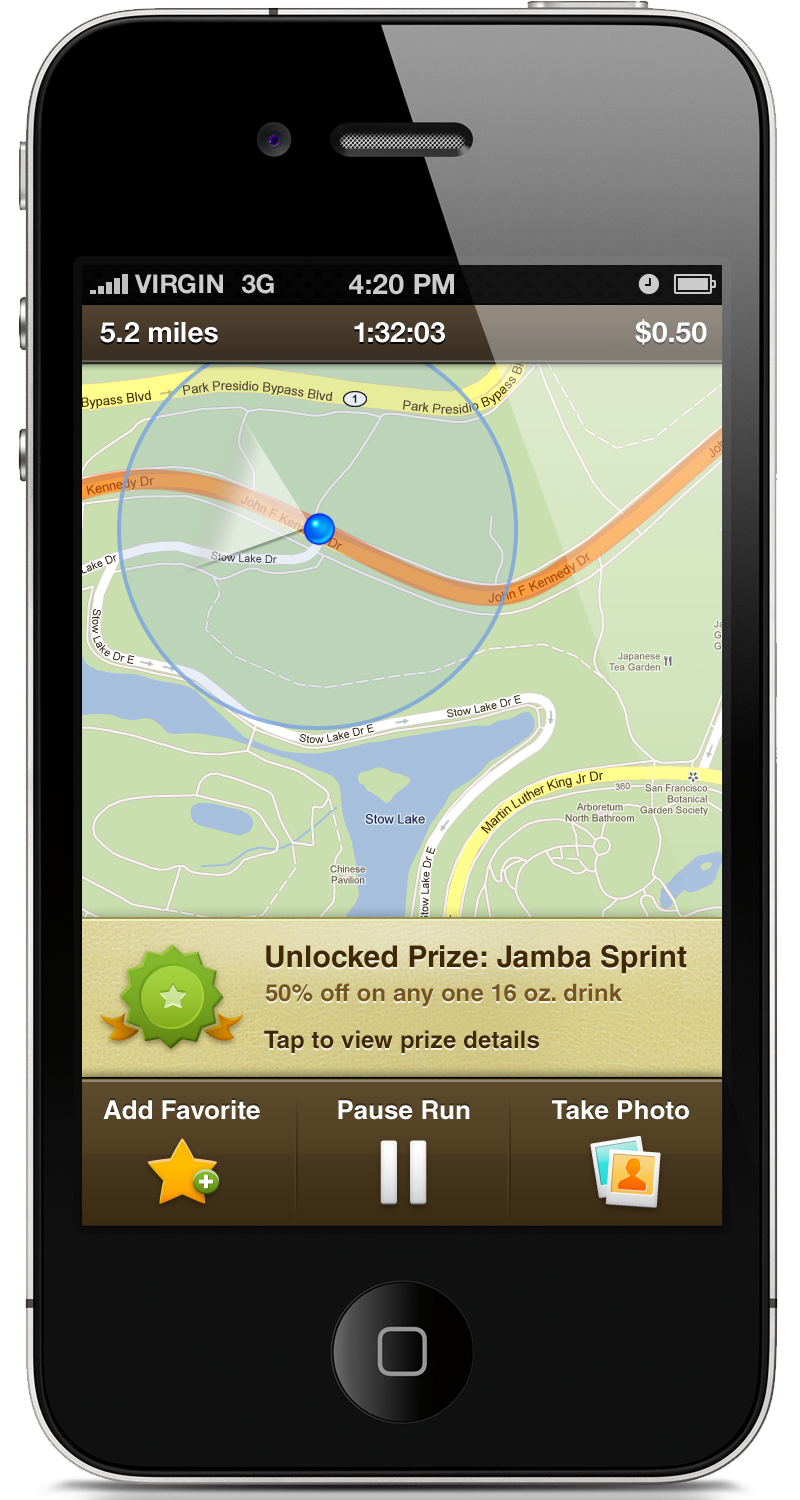 VIRGIN 3G 4:20 PM
5.2 miles 1:32:03 $0.50
Bypass Blvd
Park Presidio Bypass Blvd
1
Park Presidio Bypass Bl
Kennedy Dr
John F Kennedy Dr
Jo
Stow Lake Dr
Lake Dr
John F Kennedy Dr
Stow Lake Dr E
Japanese
Tea Garden
Ja
G
G
Stow Lake Dr E
Stow Lake Dr E
Martin Luther King Jr Dr
360
San Francisco
Botanical
Garden Society
Arboretum
North Bathroom
Stow Lake
Chinese
Pavilion
Stow Lake Dr E
Unlocked Prize: Jamba Sprint
50% off on any one 16 oz. drink
Tap to view prize details
Add Favorite
Pause Run
Take Photo